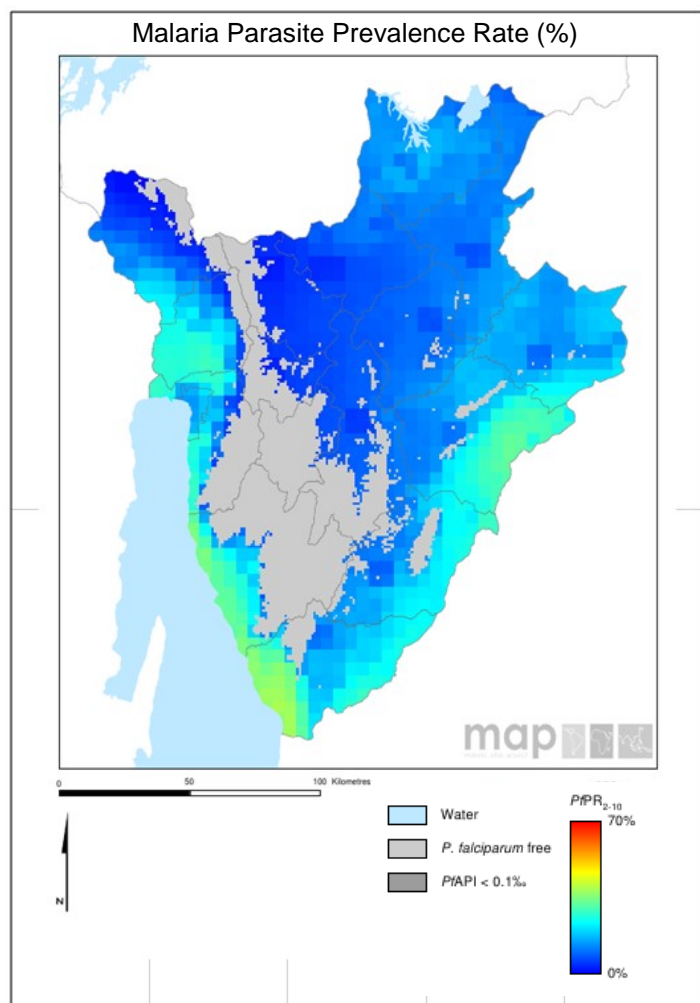 Malaria Parasite Prevalence Rate (%)
map
0 50 100 Kilometres
Water
P. falciparum free
PfAPI < 0.1‰
PfPR2-10
70%
0%
N